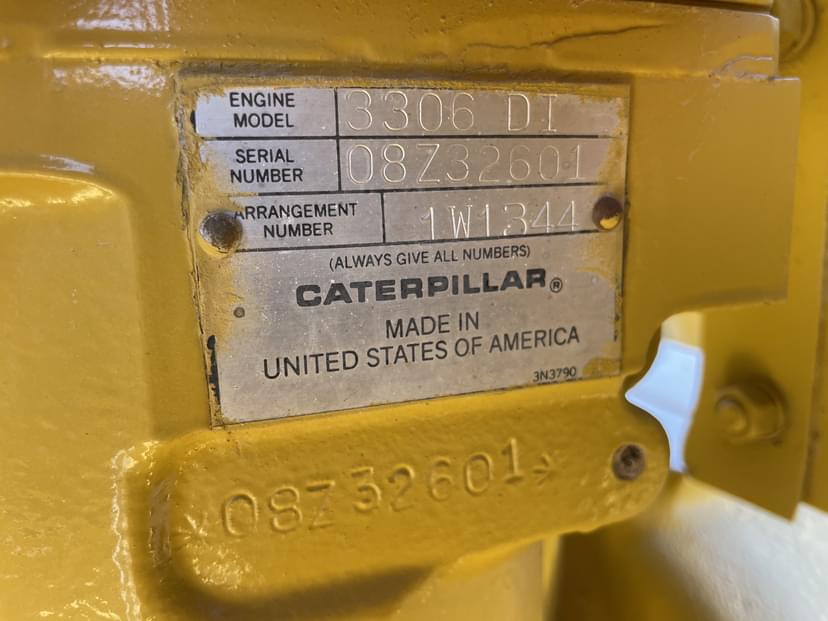 ENGINE MODEL 3306 DI
SERIAL NUMBER 08Z32601
ARRANGEMENT NUMBER 1W1344
(ALWAYS GIVE ALL NUMBERS)
CATERPILLAR®
MADE IN
UNITED STATES OF AMERICA
3N3790
*08Z32601*